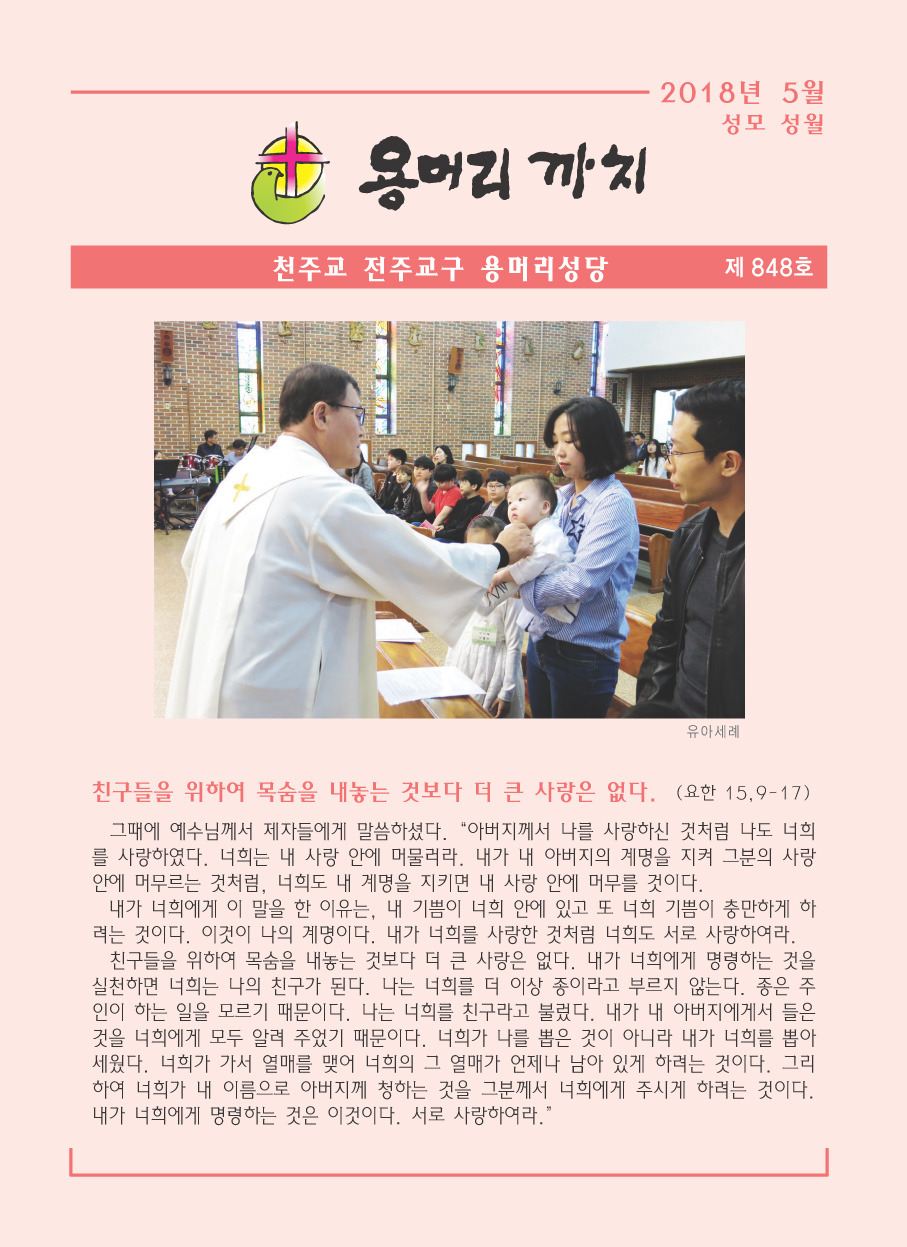 2018년 5월
성모 성월
용머리 까치
천주교 전주교구 용머리성당
제 848호
유아세례
친구들을 위하여 목숨을 내놓는 것보다 더 큰 사랑은 없다. (요한 15,9-17)
그때에 예수님께서 제자들에게 말씀하셨다. “아버지께서 나를 사랑하신 것처럼 나도 너희
를 사랑하였다. 너희는 내 사랑 안에 머물러라. 내가 내 아버지의 계명을 지켜 그분의 사랑
안에 머무르는 것처럼, 너희도 내 계명을 지키면 내 사랑 안에 머무를 것이다.
내가 너희에게 이 말을 한 이유는, 내 기쁨이 너희 안에 있고 또 너희 기쁨이 충만하게 하
려는 것이다. 이것이 나의 계명이다. 내가 너희를 사랑한 것처럼 너희도 서로 사랑하여라.
친구들을 위하여 목숨을 내놓는 것보다 더 큰 사랑은 없다. 내가 너희에게 명령하는 것을
실천하면 너희는 나의 친구가 된다. 나는 너희를 더 이상 종이라고 부르지 않는다. 종은 주
인이 하는 일을 모르기 때문이다. 나는 너희를 친구라고 불렀다. 내가 내 아버지에게서 들은
것을 너희에게 모두 알려 주었기 때문이다. 너희가 나를 뽑은 것이 아니라 내가 너희를 뽑아
세웠다. 너희가 가서 열매를 맺어 너희의 그 열매가 언제나 남아 있게 하려는 것이다. 그리
하여 너희가 내 이름으로 아버지께 청하는 것을 그분께서 너희에게 주시게 하려는 것이다.
내가 너희에게 명령하는 것은 이것이다. 서로 사랑하여라.”